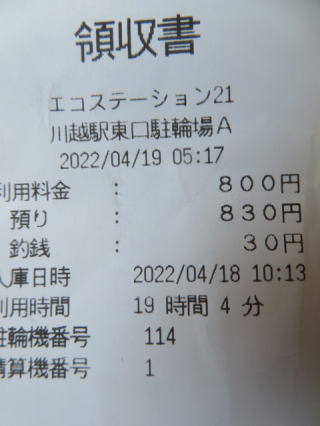 領収書
エコステーション21
川越駅東口駐輪場A
2022/04/19 05:17
利用料金 : 800円
預り : 830円
釣銭 : 30円
入庫日時 2022/04/18 10:13
利用時間 19 時間 4 分
駐輪機番号 114
精算機番号 1